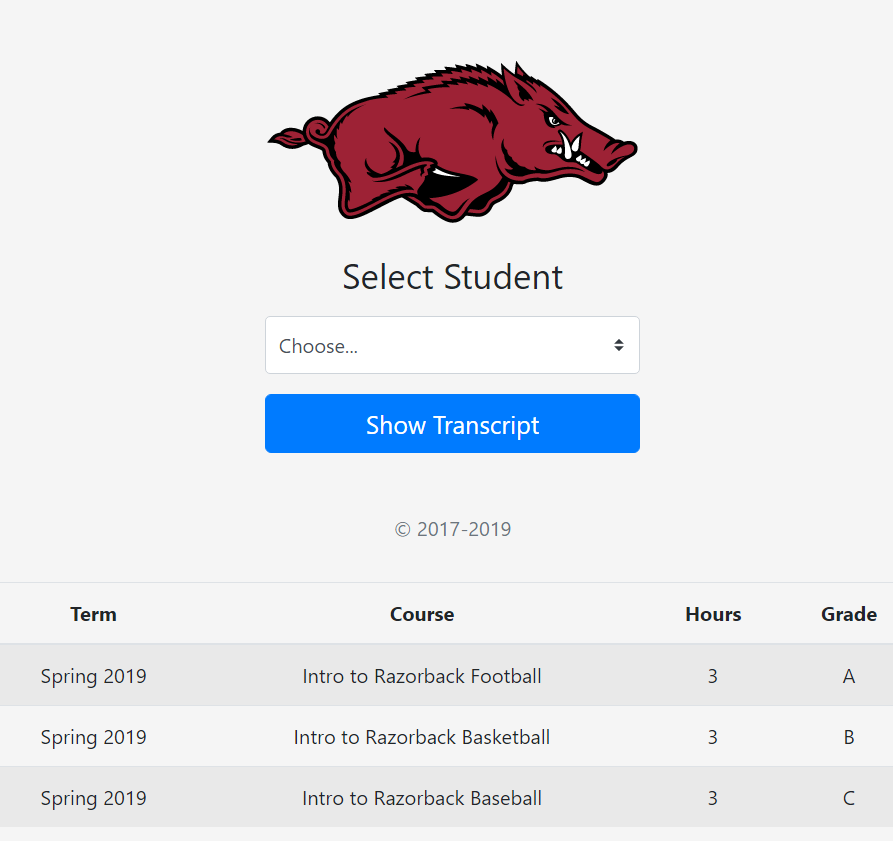 Select Student
Choose...
Show Transcript
© 2017-2019
Term Course Hours Grade
Spring 2019 Intro to Razorback Football 3 A
Spring 2019 Intro to Razorback Basketball 3 B
Spring 2019 Intro to Razorback Baseball 3 C